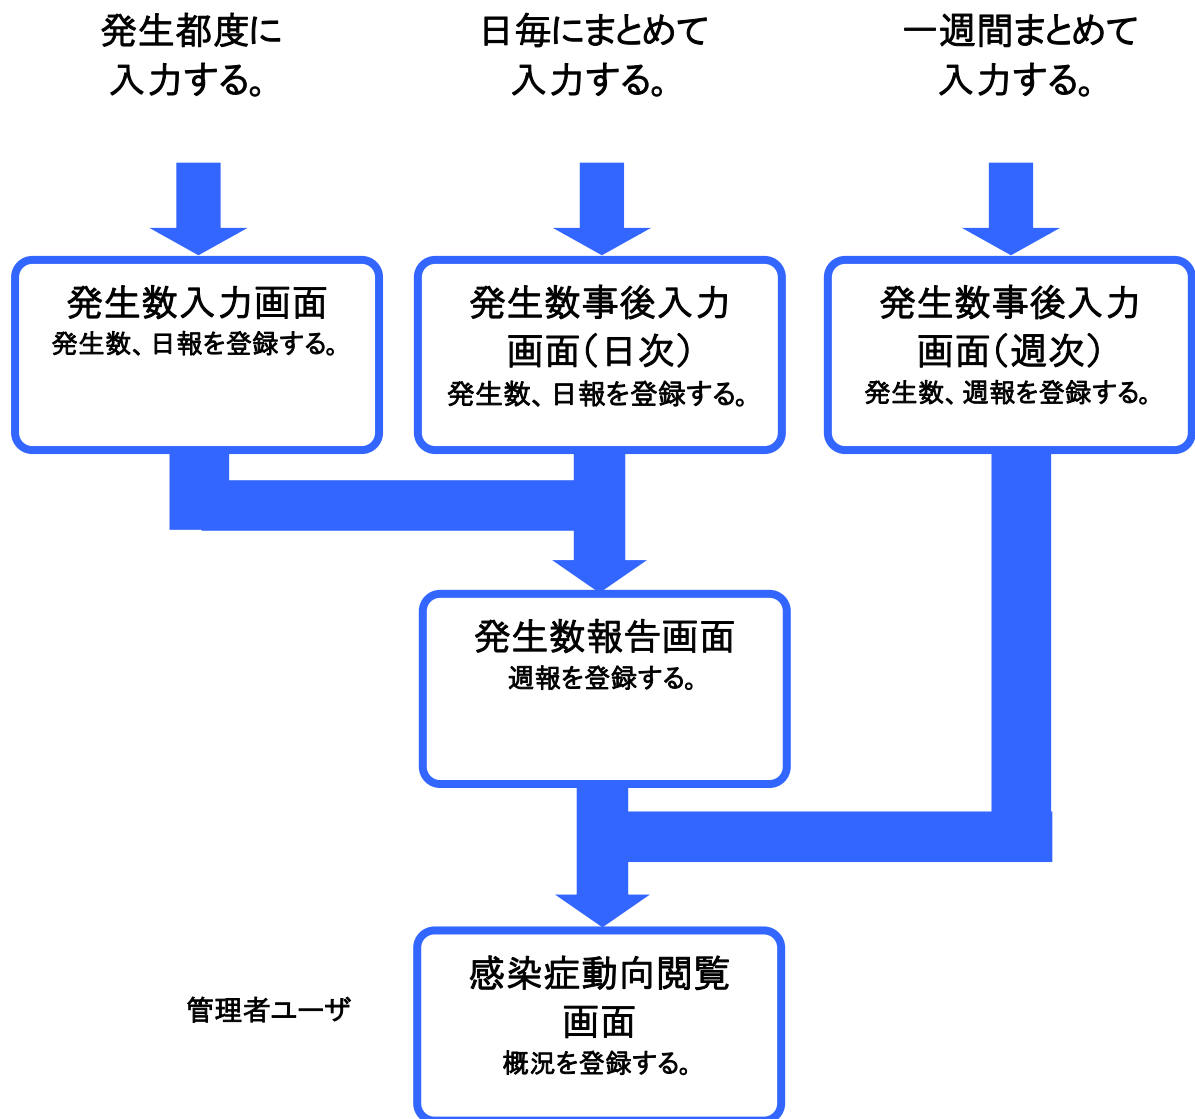 発生都度に
入力する。
日毎にまとめて
入力する。
一週間まとめて
入力する。
発生数入力画面
発生数、日報を登録する。
発生数事後入力
画面（日次）
発生数、日報を登録する。
発生数事後入力
画面（週次）
発生数、週報を登録する。
発生数報告画面
週報を登録する。
管理者ユーザ
感染症動向閲覧
画面
概況を登録する。